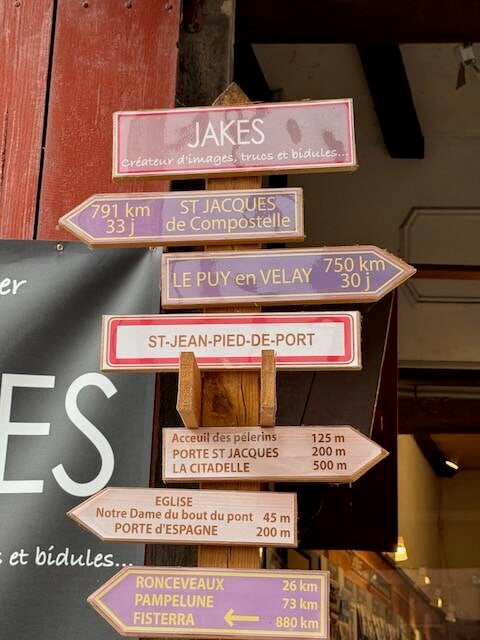 JAKES
Créateur d'images, trucs et bidules...
791 km ST JACQUES
33 j de Compostelle
LE PUY en VELAY 750 km
30 j
er
ST-JEAN-PIED-DE-PORT
ES
Acceuil des pélerins 125 m
PORTE ST JACQUES 200 m
LA CITADELLE 500 m
EGLISE
Notre Dame du bout du pont 45 m
PORTE d'ESPAGNE 200 m
s et bidules...
RONCEVEAUX 26 km
PAMPELUNE 73 km
FISTERRA ← 880 km